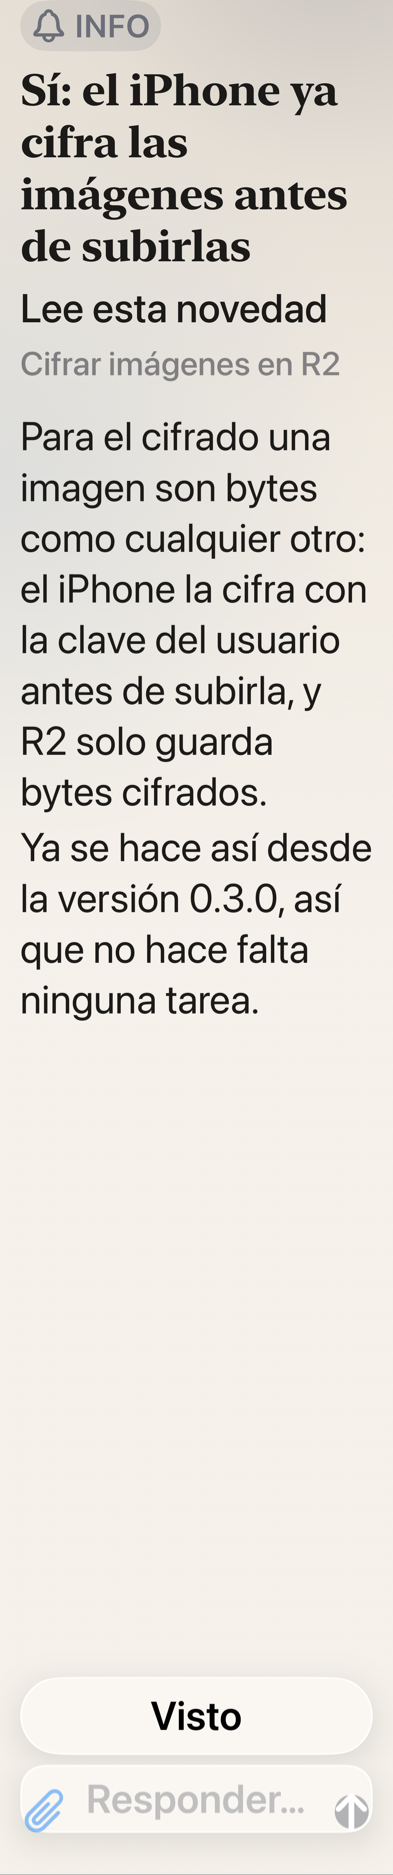 INFO
Sí: el iPhone ya
cifra las
imágenes antes
de subirlas
Lee esta novedad
Cifrar imágenes en R2
Para el cifrado una
imagen son bytes
como cualquier otro:
el iPhone la cifra con
la clave del usuario
antes de subirla, y
R2 solo guarda
bytes cifrados.
Ya se hace así desde
la versión 0.3.0, así
que no hace falta
ninguna tarea.
Visto
Responder...